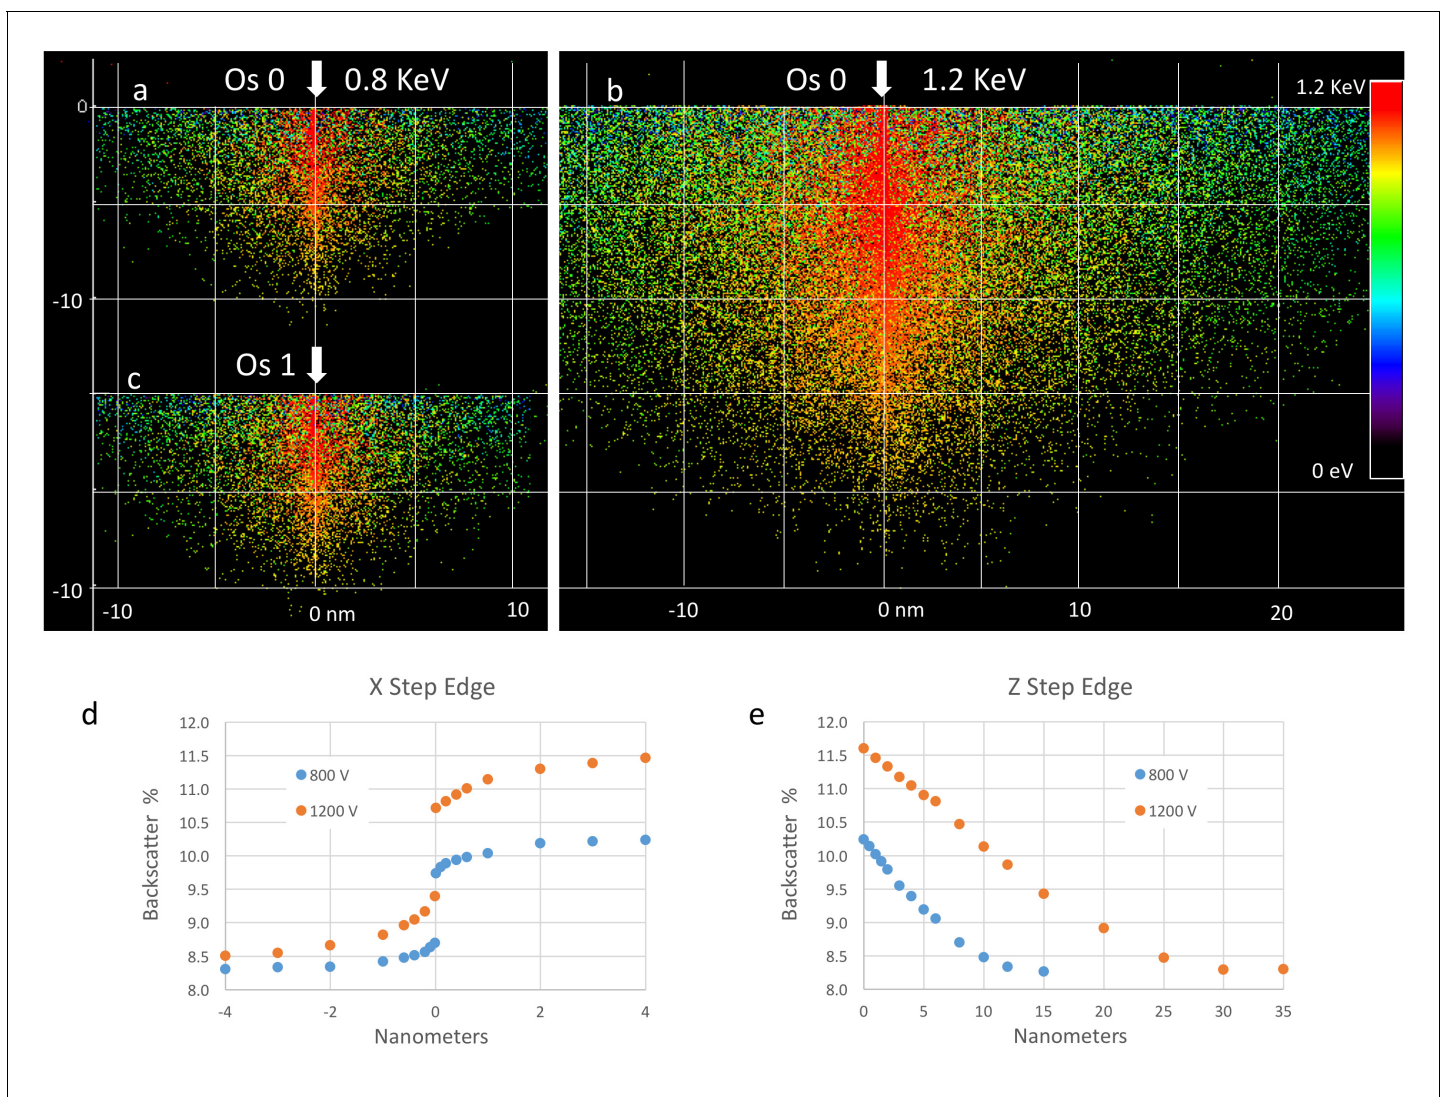 a
Os 0
0.8 KeV
0
-10
c
Os 1
-10
-10
0 nm
10
b
Os 0
1.2 KeV
1.2 KeV
0 eV
-10
0 nm
10
20
d
X Step Edge
Backscatter %
12.0
11.5
11.0
10.5
10.0
9.5
9.0
8.5
8.0
800 V
1200 V
-4
-2
0
2
4
Nanometers
e
Z Step Edge
Backscatter %
12.0
11.5
11.0
10.5
10.0
9.5
9.0
8.5
8.0
800 V
1200 V
0
5
10
15
20
25
30
35
Nanometers